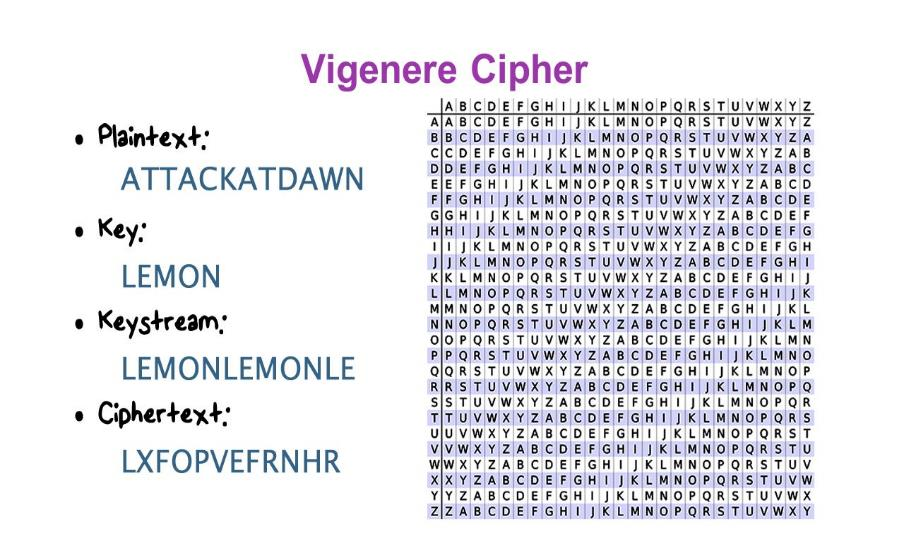 Vigenere Cipher
• Plaintext:
ATTACKATDAWN
• Key:
LEMON
• Keystream:
LEMONLEMONLE
• Ciphertext:
LXFOPVEFRNHR
A B C D E F G H I J K L M N O P Q R S T U V W X Y Z
A A B C D E F G H I J K L M N O P Q R S T U V W X Y Z
B B C D E F G H I J K L M N O P Q R S T U V W X Y Z A
C C D E F G H I J K L M N O P Q R S T U V W X Y Z A B
D D E F G H I J K L M N O P Q R S T U V W X Y Z A B C
E E F G H I J K L M N O P Q R S T U V W X Y Z A B C D
F F G H I J K L M N O P Q R S T U V W X Y Z A B C D E
G G H I J K L M N O P Q R S T U V W X Y Z A B C D E F
H H I J K L M N O P Q R S T U V W X Y Z A B C D E F G
I I J K L M N O P Q R S T U V W X Y Z A B C D E F G H
J J K L M N O P Q R S T U V W X Y Z A B C D E F G H I
K K L M N O P Q R S T U V W X Y Z A B C D E F G H I J
L L M N O P Q R S T U V W X Y Z A B C D E F G H I J K
M M N O P Q R S T U V W X Y Z A B C D E F G H I J K L
N N O P Q R S T U V W X Y Z A B C D E F G H I J K L M
O O P Q R S T U V W X Y Z A B C D E F G H I J K L M N
P P Q R S T U V W X Y Z A B C D E F G H I J K L M N O
Q Q R S T U V W X Y Z A B C D E F G H I J K L M N O P
R R S T U V W X Y Z A B C D E F G H I J K L M N O P Q
S S T U V W X Y Z A B C D E F G H I J K L M N O P Q R
T T U V W X Y Z A B C D E F G H I J K L M N O P Q R S
U U V W X Y Z A B C D E F G H I J K L M N O P Q R S T
V V W X Y Z A B C D E F G H I J K L M N O P Q R S T U
W W X Y Z A B C D E F G H I J K L M N O P Q R S T U V
X X Y Z A B C D E F G H I J K L M N O P Q R S T U V W
Y Y Z A B C D E F G H I J K L M N O P Q R S T U V W X
Z Z A B C D E F G H I J K L M N O P Q R S T U V W X Y